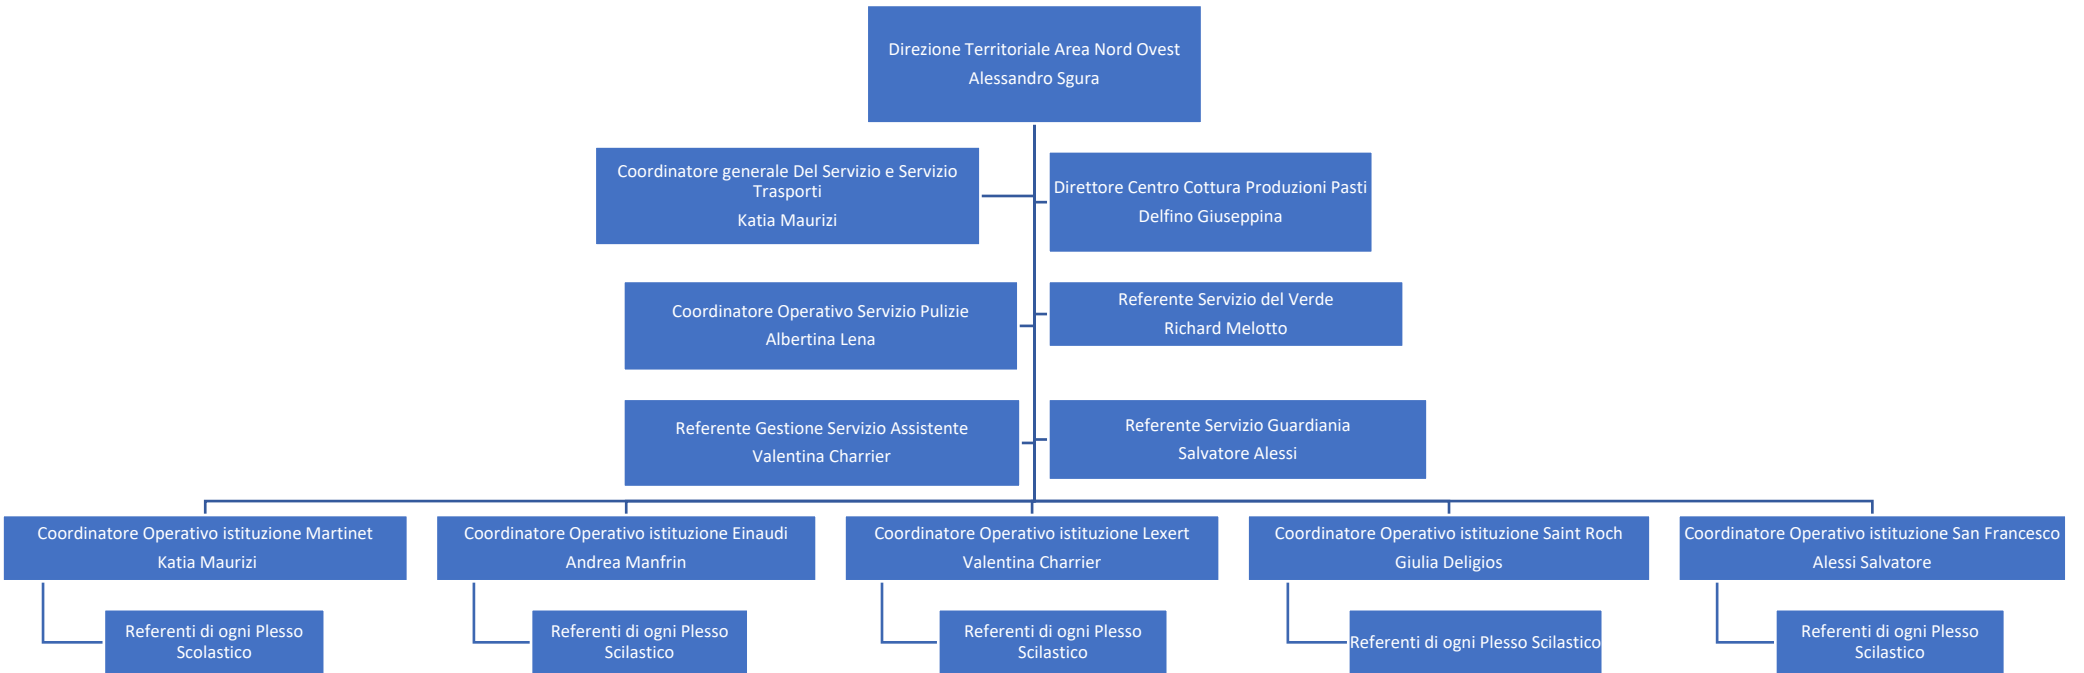 Direzione Territoriale Area Nord Ovest
Alessandro Sgura
Coordinatore generale Del Servizio e Servizio
Trasporti
Katia Maurizi
Direttore Centro Cottura Produzioni Pasti
Delfino Giuseppina
Coordinatore Operativo Servizio Pulizie
Albertina Lena
Referente Servizio del Verde
Richard Melotto
Referente Gestione Servizio Assistente
Valentina Charrier
Referente Servizio Guardiania
Salvatore Alessi
Coordinatore Operativo istituzione Martinet
Katia Maurizi
Coordinatore Operativo istituzione Einaudi
Andrea Manfrin
Coordinatore Operativo istituzione Lexert
Valentina Charrier
Coordinatore Operativo istituzione Saint Roch
Giulia Deligios
Coordinatore Operativo istituzione San Francesco
Alessi Salvatore
Referenti di ogni Plesso
Scolastico
Referenti di ogni Plesso
Scilastico
Referenti di ogni Plesso
Scilastico
Referenti di ogni Plesso Scilastico
Referenti di ogni Plesso
Scilastico